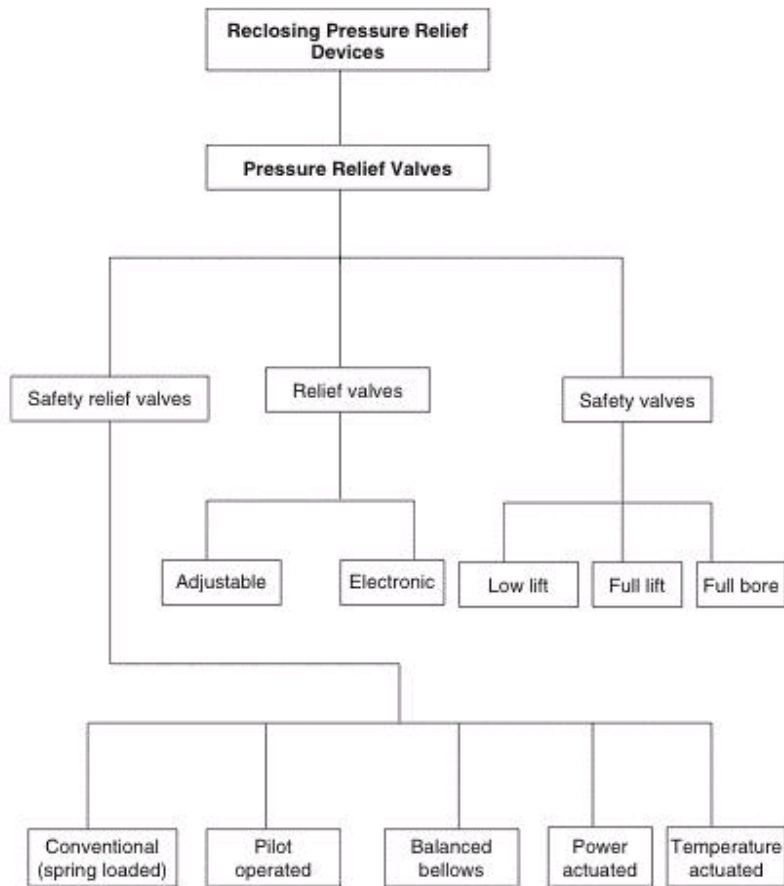 Reclosing Pressure Relief
Devices
Pressure Relief Valves
Safety relief valves
Relief valves
Safety valves
Adjustable
Electronic
Low lift
Full lift
Full bore
Conventional
(spring loaded)
Pilot
operated
Balanced
bellows
Power
actuated
Temperature
actuated